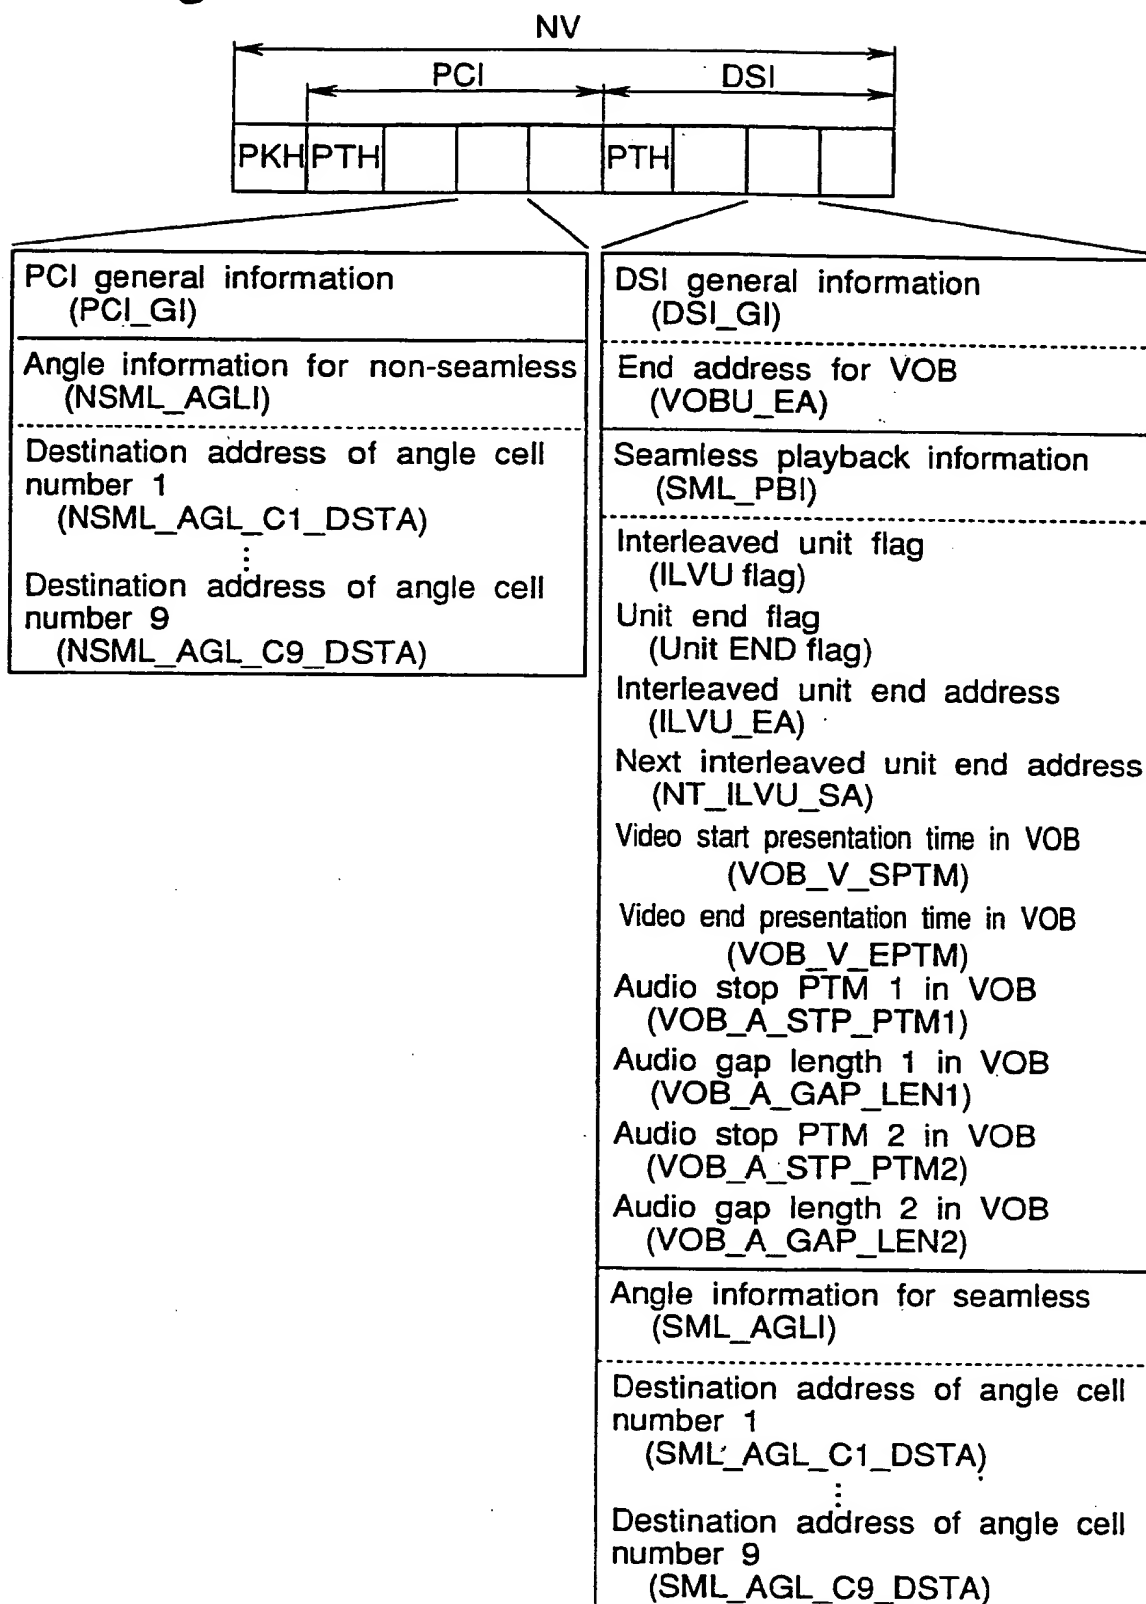 NV
PCI
DSI
PKH PTH PTH
PCI general information
(PCI_GI)
Angle information for non-seamless
(NSML_AGLI)
Destination address of angle cell
number 1
(NSML_AGL_C1_DSTA)
⋮
Destination address of angle cell
number 9
(NSML_AGL_C9_DSTA)
DSI general information
(DSI_GI)
End address for VOB
(VOBU_EA)
Seamless playback information
(SML_PBI)
Interleaved unit flag
(ILVU flag)
Unit end flag
(Unit END flag)
Interleaved unit end address
(ILVU_EA)
Next interleaved unit end address
(NT_ILVU_SA)
Video start presentation time in VOB
(VOB_V_SPTM)
Video end presentation time in VOB
(VOB_V_EPTM)
Audio stop PTM 1 in VOB
(VOB_A_STP_PTM1)
Audio gap length 1 in VOB
(VOB_A_GAP_LEN1)
Audio stop PTM 2 in VOB
(VOB_A_STP_PTM2)
Audio gap length 2 in VOB
(VOB_A_GAP_LEN2)
Angle information for seamless
(SML_AGLI)
Destination address of angle cell
number 1
(SML_AGL_C1_DSTA)
⋮
Destination address of angle cell
number 9
(SML_AGL_C9_DSTA)